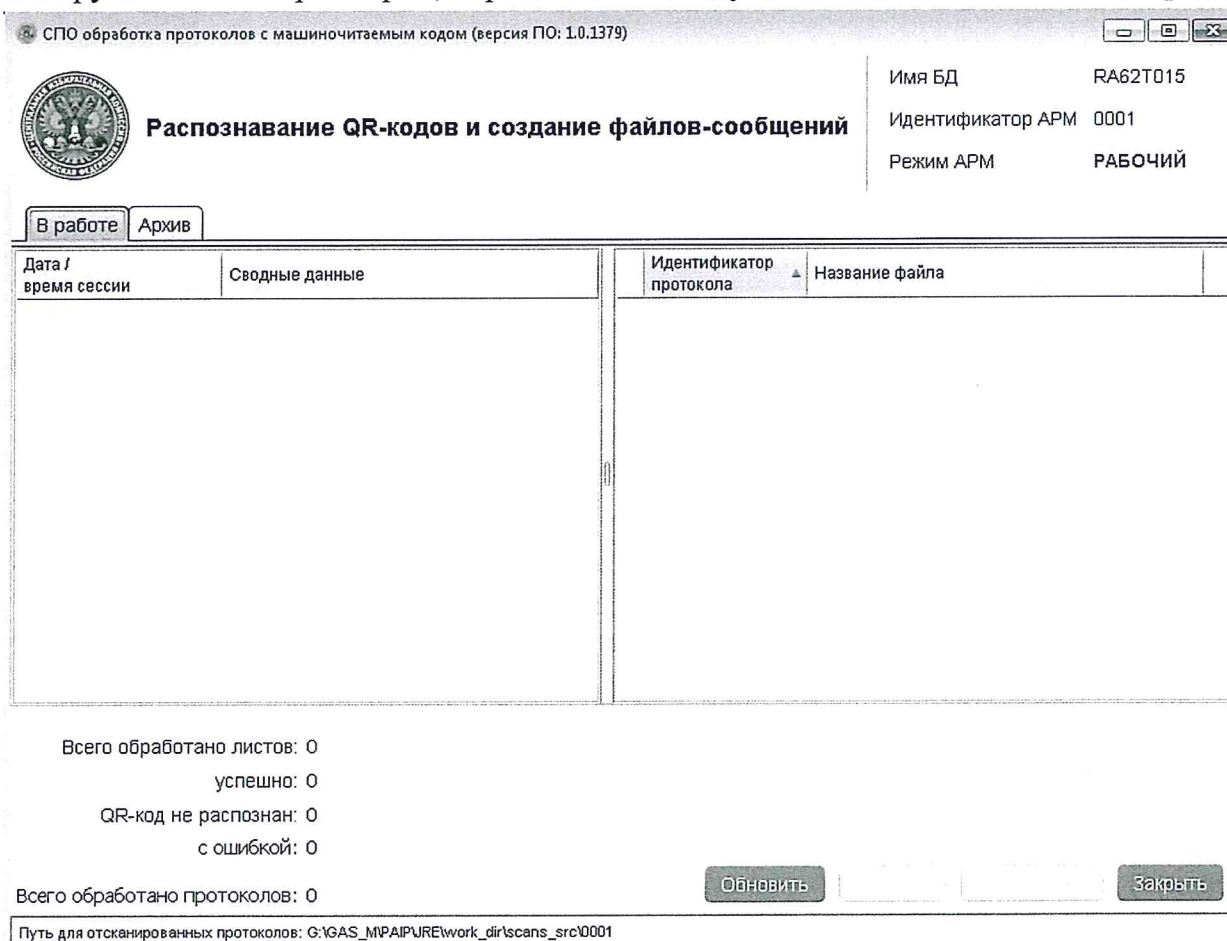 СПО обработка протоколов с машиночитаемым кодом (версия ПО: 1.0.1379)
Имя БД RA62T015
Распознавание QR-кодов и создание файлов-сообщений
Идентификатор АРМ 0001
Режим АРМ РАБОЧИЙ
В работе Архив
Дата /
время сессии
Сводные данные
Идентификатор
протокола
Название файла
Всего обработано листов: 0
успешно: 0
QR-код не распознан: 0
с ошибкой: 0
Всего обработано протоколов: 0
Обновить
Закрыть
Путь для отсканированных протоколов: G:\GAS_M\PAIP\JRE\work_dir\scans_src\0001